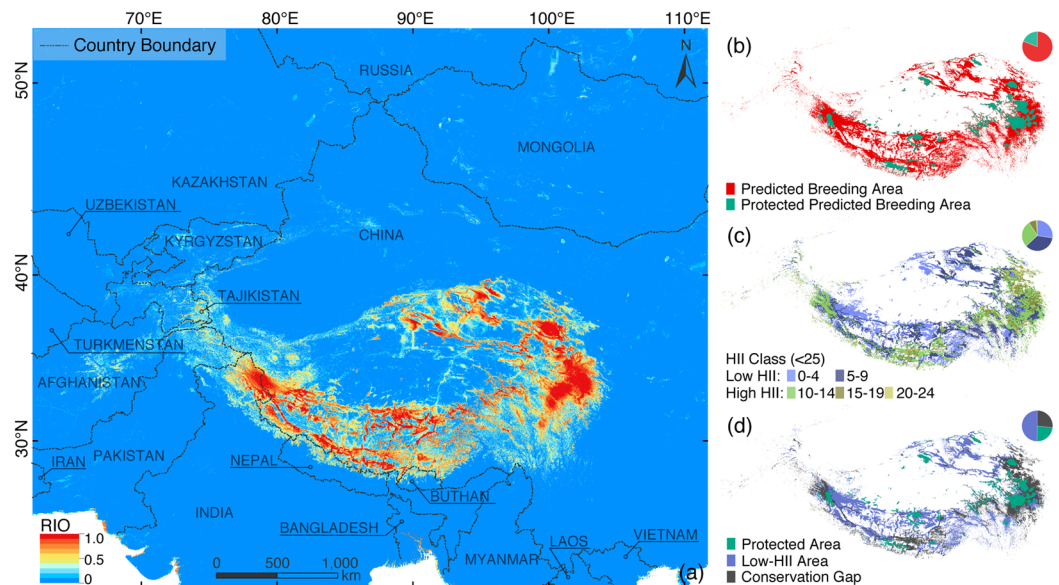 70°E 80°E 90°E 100°E 110°E
Country Boundary
N
RUSSIA
50°N
MONGOLIA
KAZAKHSTAN
UZBEKISTAN
CHINA
KYRGYZSTAN
40°N
TAJIKISTAN
TURKMENSTAN
AFGHANISTAN
30°N
PAKISTAN
IRAN
NEPAL
BUTHAN
INDIA
BANGLADESH
VIETNAM
LAOS
MYANMAR
RIO
1.0
0.5
0
0 500 1,000
km
(a)
(b)
Predicted Breeding Area
Protected Predicted Breeding Area
(c)
HII Class (<25)
Low HII: 0-4 5-9
High HII: 10-14 15-19 20-24
(d)
Protected Area
Low-HII Area
Conservation Gap